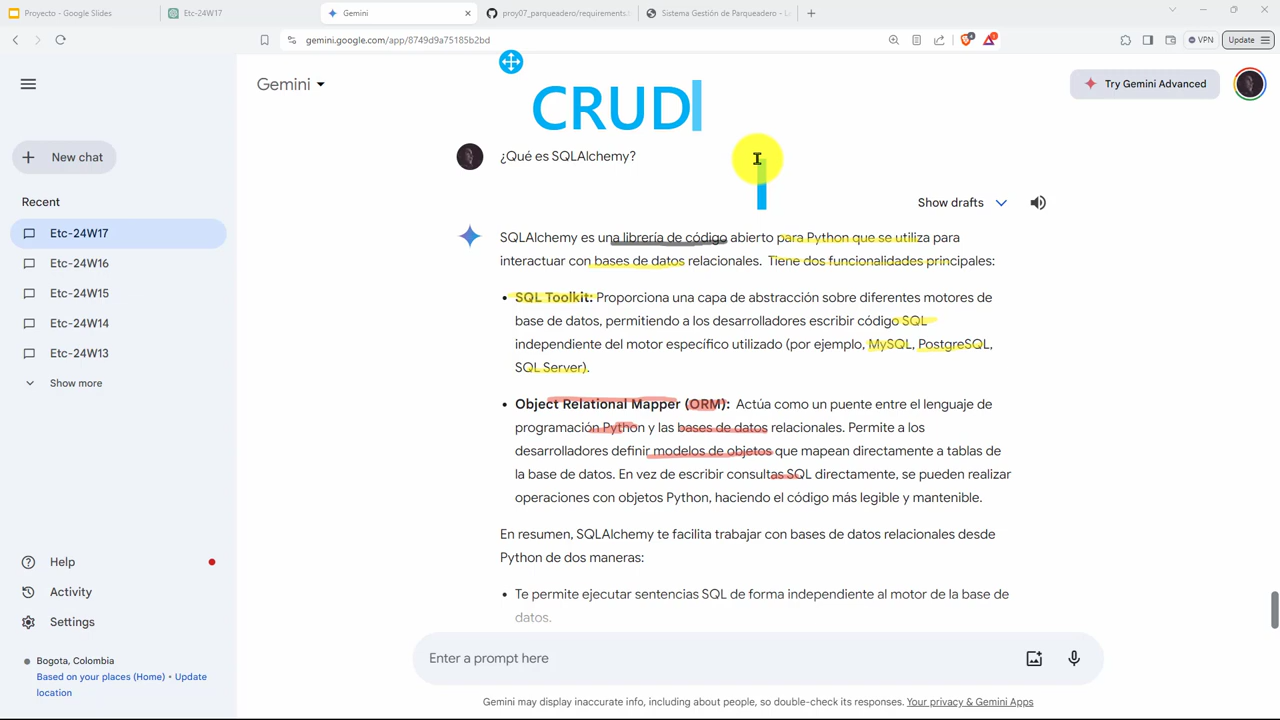 Proyecto - Google Slides
Etc-24W17
Gemini
proy07_parqueadero/requirements.
Sistema Gestión de Parqueadero - L
gemini.google.com/app/8749d9a75185b2bd
VPN
Update
Gemini
Try Gemini Advanced
CRUD
New chat
¿Qué es SQLAlchemy?
Recent
Show drafts
Etc-24W17
Etc-24W16
Etc-24W15
Etc-24W14
Etc-24W13
Show more
SQLAlchemy es una librería de código abierto para Python que se utiliza para
interactuar con bases de datos relacionales. Tiene dos funcionalidades principales:
• SQL Toolkit: Proporciona una capa de abstracción sobre diferentes motores de
base de datos, permitiendo a los desarrolladores escribir código SQL
independiente del motor específico utilizado (por ejemplo, MySQL, PostgreSQL,
SQL Server).
• Object Relational Mapper (ORM): Actúa como un puente entre el lenguaje de
programación Python y las bases de datos relacionales. Permite a los
desarrolladores definir modelos de objetos que mapean directamente a tablas de
la base de datos. En vez de escribir consultas SQL directamente, se pueden realizar
operaciones con objetos Python, haciendo el código más legible y mantenible.
En resumen, SQLAlchemy te facilita trabajar con bases de datos relacionales desde
Python de dos maneras:
• Te permite ejecutar sentencias SQL de forma independiente al motor de la base de
datos.
Help
Activity
Settings
Bogota, Colombia
Based on your places (Home) • Update
location
Enter a prompt here
Gemini may display inaccurate info, including about people, so double-check its responses. Your privacy & Gemini Apps